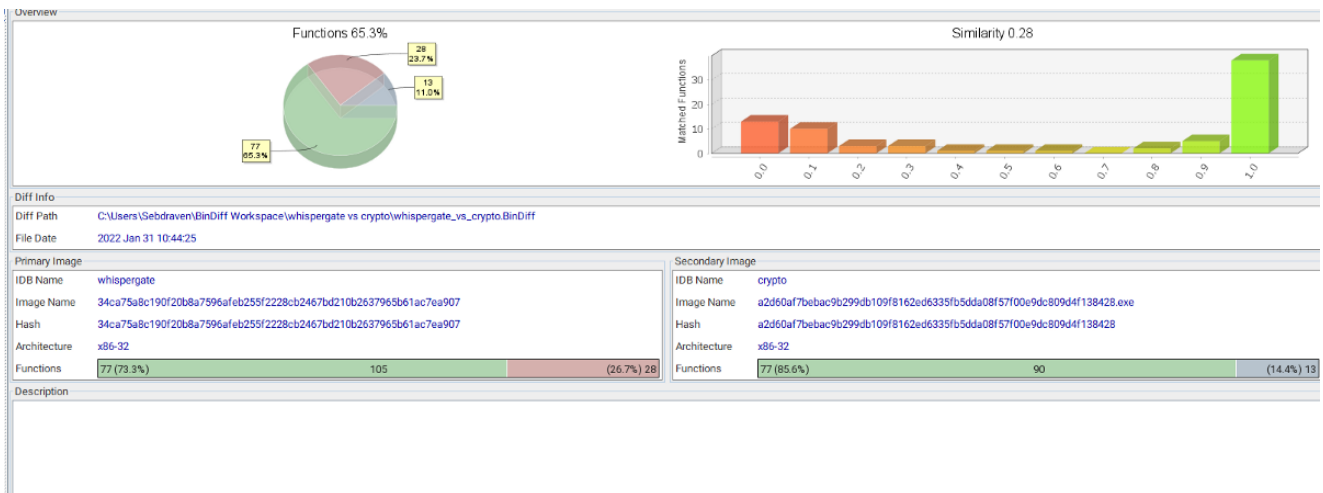 Overview
Functions 65.3%
28
23.7%
13
11.0%
77
65.3%
Similarity 0.28
Matched Functions
30
20
10
0
0.0 0.1 0.2 0.3 0.4 0.5 0.6 0.7 0.8 0.9 1.0
Diff Info
Diff Path C:\Users\Sebdraven\BinDiff Workspace\whispergate vs crypto\whispergate_vs_crypto.BinDiff
File Date 2022 Jan 31 10:44:25
Primary Image
IDB Name whispergate
Image Name 34ca75a8c190f20b8a7596afeb255f2228cb2467bd210b2637965b61ac7ea907
Hash 34ca75a8c190f20b8a7596afeb255f2228cb2467bd210b2637965b61ac7ea907
Architecture x86-32
Functions 77 (73.3%) 105 (26.7%) 28
Secondary Image
IDB Name crypto
Image Name a2d60af7bebac9b299db109f8162ed6335fb5dda08f57f00e9dc809d4f138428.exe
Hash a2d60af7bebac9b299db109f8162ed6335fb5dda08f57f00e9dc809d4f138428
Architecture x86-32
Functions 77 (85.6%) 90 (14.4%) 13
Description